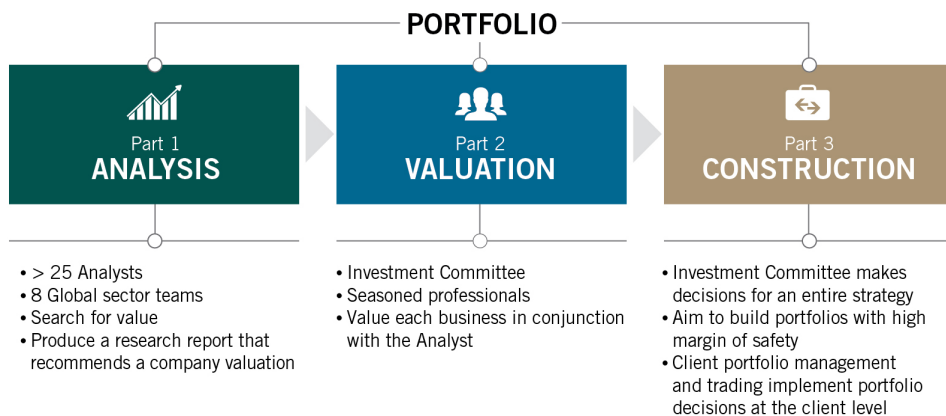 PORTFOLIO
Part 1
ANALYSIS
• > 25 Analysts
• 8 Global sector teams
• Search for value
• Produce a research report that
recommends a company valuation
Part 2
VALUATION
• Investment Committee
• Seasoned professionals
• Value each business in conjunction
with the Analyst
Part 3
CONSTRUCTION
• Investment Committee makes
decisions for an entire strategy
• Aim to build portfolios with high
margin of safety
• Client portfolio management
and trading implement portfolio
decisions at the client level